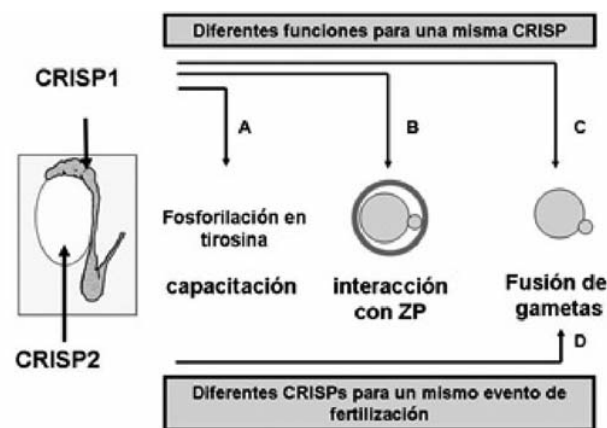 Diferentes funciones para una misma CRISP
CRISP1
A
B
C
Fosforilación en
tirosina
capacitación
interacción
con ZP
Fusión de
gametas
D
CRISP2
Diferentes CRISPs para un mismo evento de
fertilización